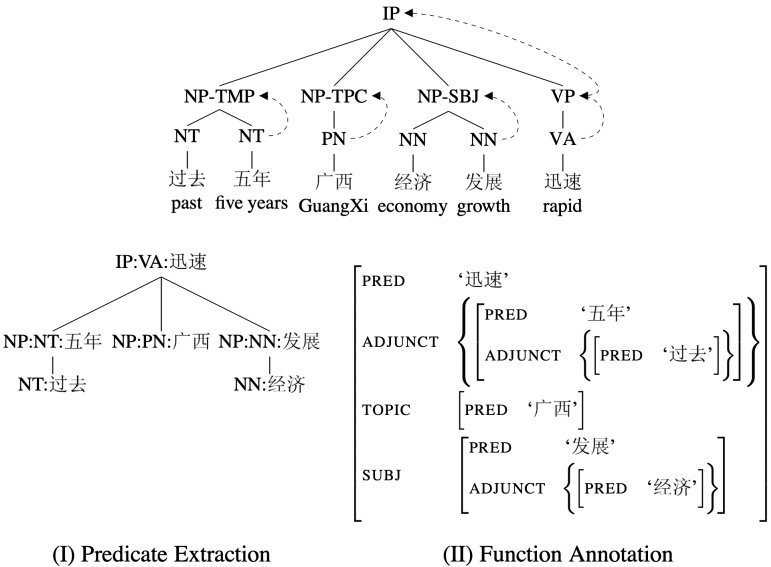 IP
NP-TMP NP-TPC NP-SBJ VP
NT NT PN NN NN VA
过去 五年 广西 经济 发展 迅速
past five years GuangXi economy growth rapid
IP:VA:迅速
NP:NT:五年 NP:PN:广西 NP:NN:发展
NT:过去 NN:经济
PRED ‘迅速’
PRED ‘五年’
ADJUNCT
ADJUNCT PRED ‘过去’
TOPIC PRED ‘广西’
PRED ‘发展’
SUBJ
ADJUNCT PRED ‘经济’
(I) Predicate Extraction
(II) Function Annotation